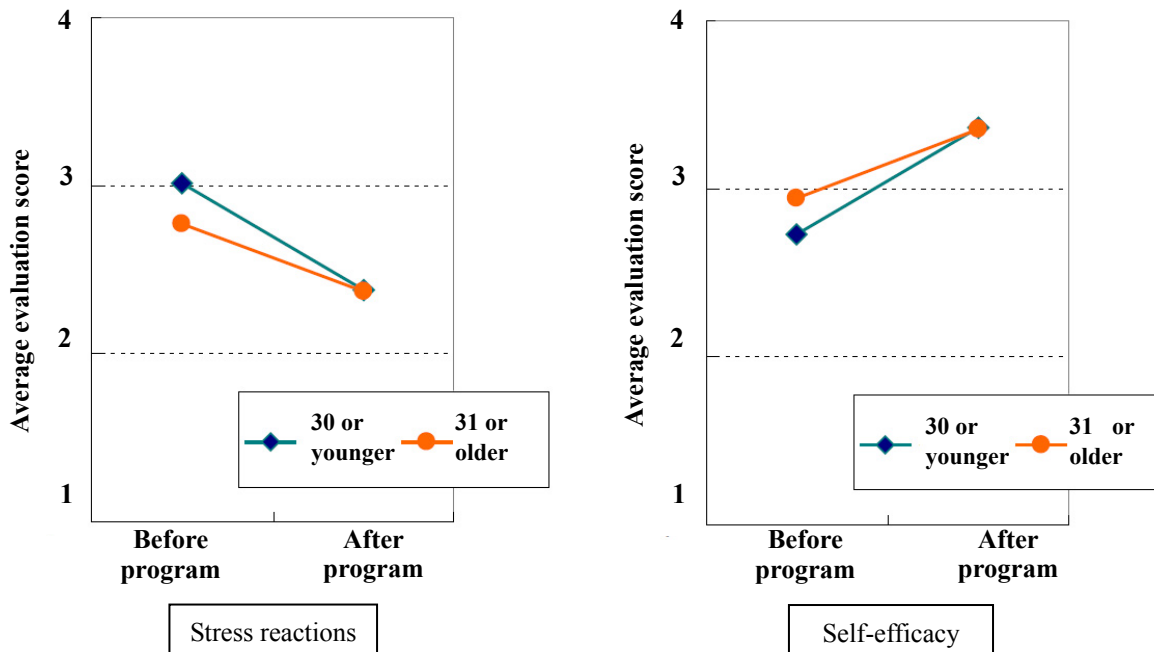 4
3
2
1
Average evaluation score
30 or
younger
31 or
older
Before
program
After
program
Stress reactions
4
3
2
1
Average evaluation score
30 or
younger
31 or
older
Before
program
After
program
Self-efficacy